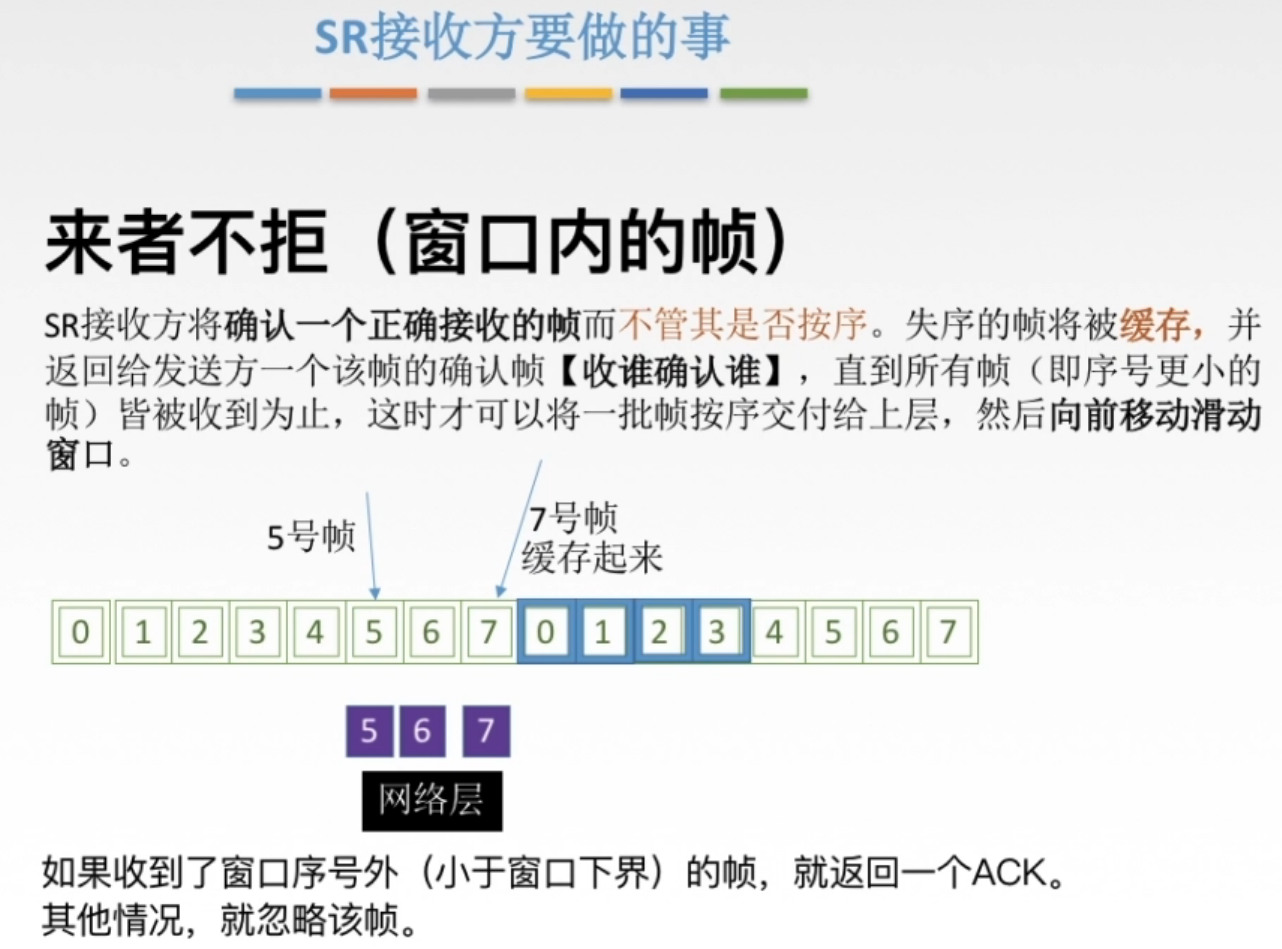 SR接收方要做的事
来者不拒（窗口内的帧）
SR接收方将确认一个正确接收的帧而不管其是否按序。失序的帧将被缓存，并
返回给发送方一个该帧的确认帧【收谁确认谁】，直到所有帧（即序号更小的
帧）皆被收到为止，这时才可以将一批帧按序交付给上层，然后向前移动滑动
窗口。
5号帧
7号帧
缓存起来
0 1 2 3 4 5 6 7 0 1 2 3 4 5 6 7
5 6 7
网络层
如果收到了窗口序号外（小于窗口下界）的帧，就返回一个ACK。
其他情况，就忽略该帧。